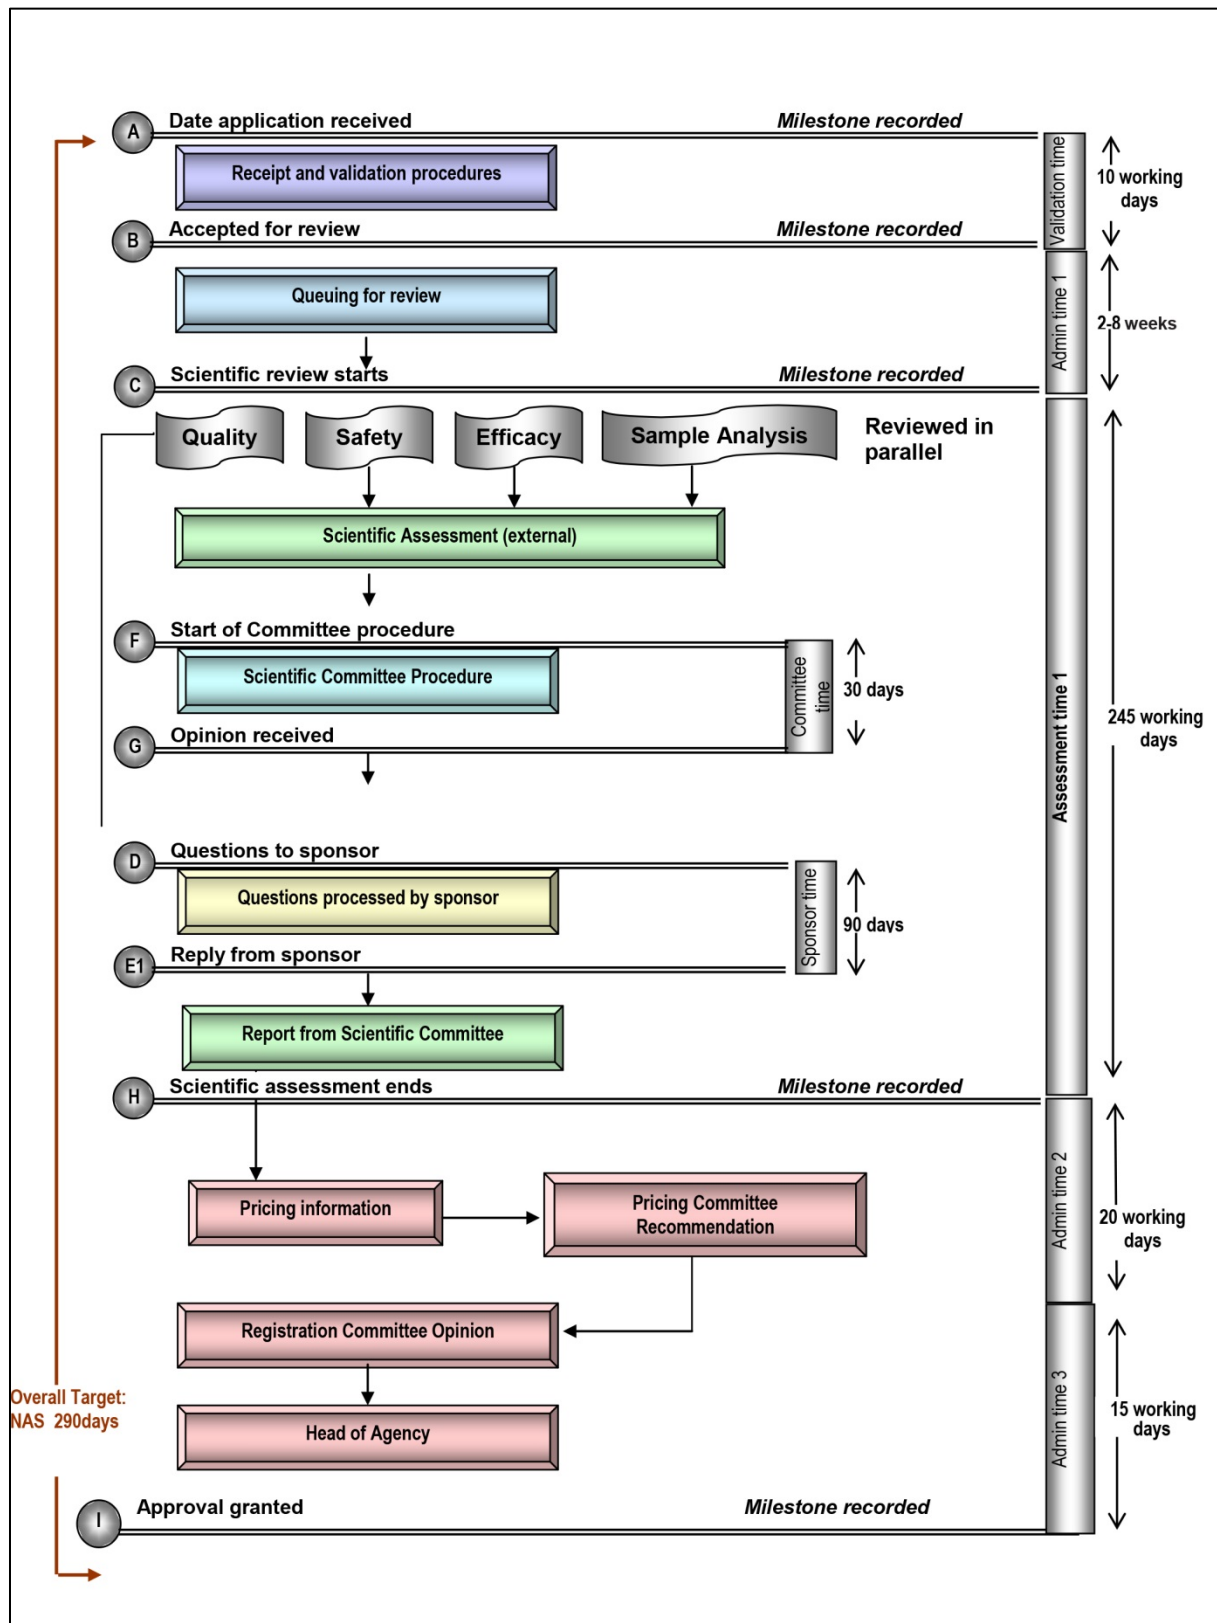 A
Date application received
Milestone recorded
Receipt and validation procedures
Validation time
10 working
days
B
Accepted for review
Milestone recorded
Queuing for review
Admin time 1
2-8 weeks
C
Scientific review starts
Milestone recorded
Quality
Safety
Efficacy
Sample Analysis
Reviewed in
parallel
Scientific Assessment (external)
F
Start of Committee procedure
Scientific Committee Procedure
Committee
time
30 days
G
Opinion received
Assessment time 1
245 working
days
D
Questions to sponsor
Questions processed by sponsor
Sponsor time
90 days
E1
Reply from sponsor
Report from Scientific Committee
H
Scientific assessment ends
Milestone recorded
Pricing information
Pricing Committee
Recommendation
Admin time 2
20 working
days
Registration Committee Opinion
Head of Agency
Admin time 3
15 working
days
Overall Target:
NAS 290days
I
Approval granted
Milestone recorded